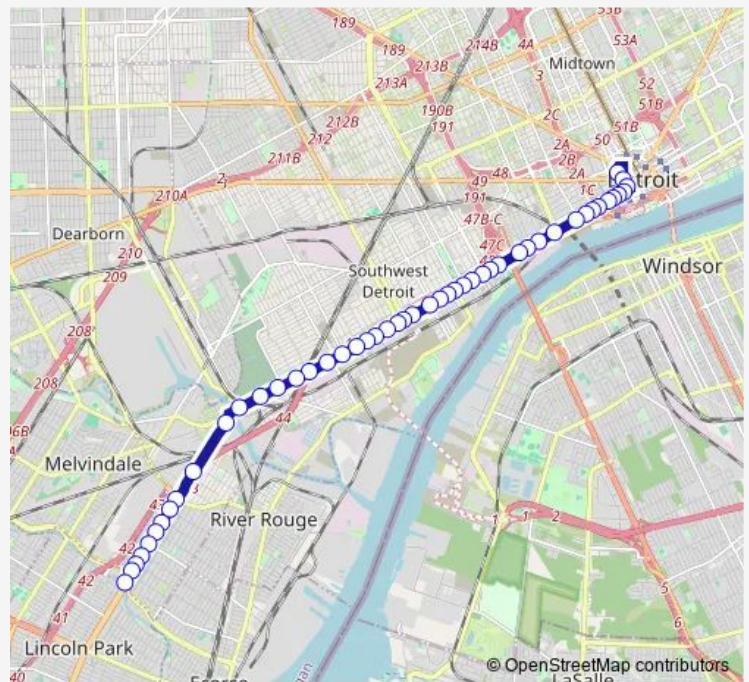 53B
189
214B
4A
53A
189
213B
Midtown
213A
3
52
190B
51B
212B
191
2C
212
51B
50
211B
2A
2B
48
2A
49
troit
210A
1C
191
47B-C
Dearborn
47C
210
Southwest
Windsor
209
Detroit
208
208
44
Melvindale
River Rouge
1
1
2
42
42
5
41
6
Lincoln Park
40
© OpenStreetMap contributors
LaSalle